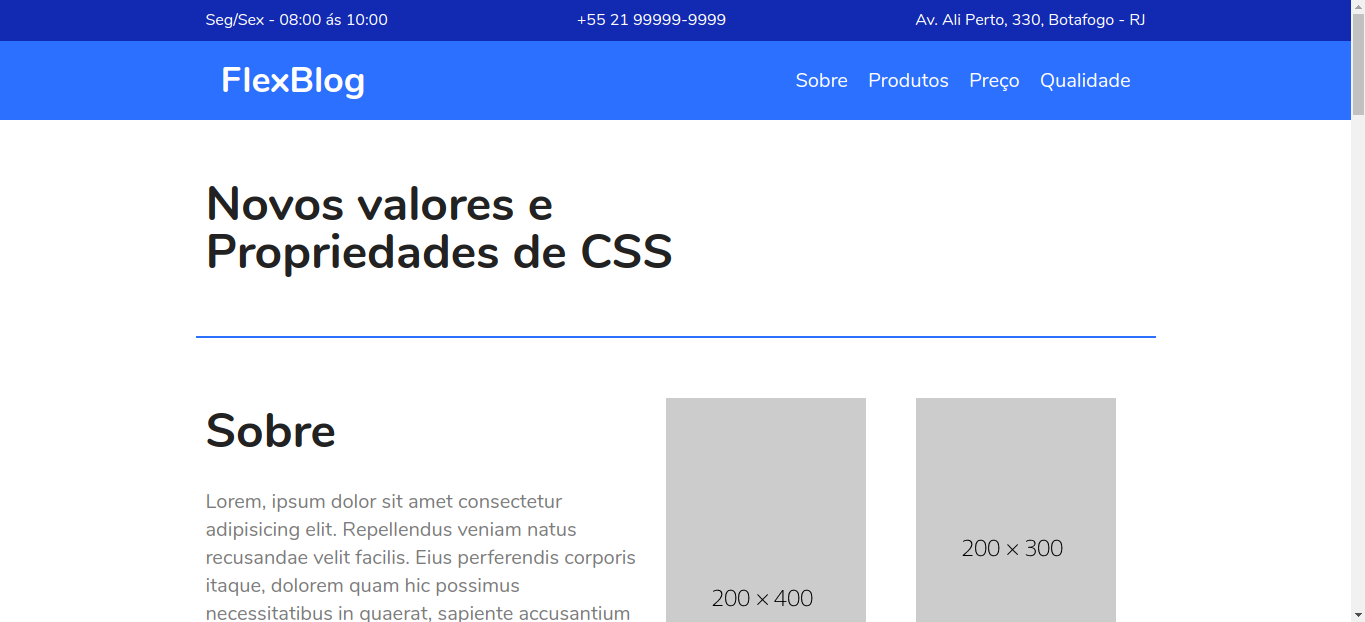 Seg/Sex - 08:00 ás 10:00
+55 21 99999-9999
Av. Ali Perto, 330, Botafogo - RJ
FlexBlog
Sobre Produtos Preço Qualidade
Novos valores e
Propriedades de CSS
Sobre
Lorem, ipsum dolor sit amet consectetur
adipisicing elit. Repellendus veniam natus
recusandae velit facilis. Eius perferendis corporis
itaque, dolorem quam hic possimus
necessitatibus in quaerat, sapiente accusantium
200 × 400
200 × 300